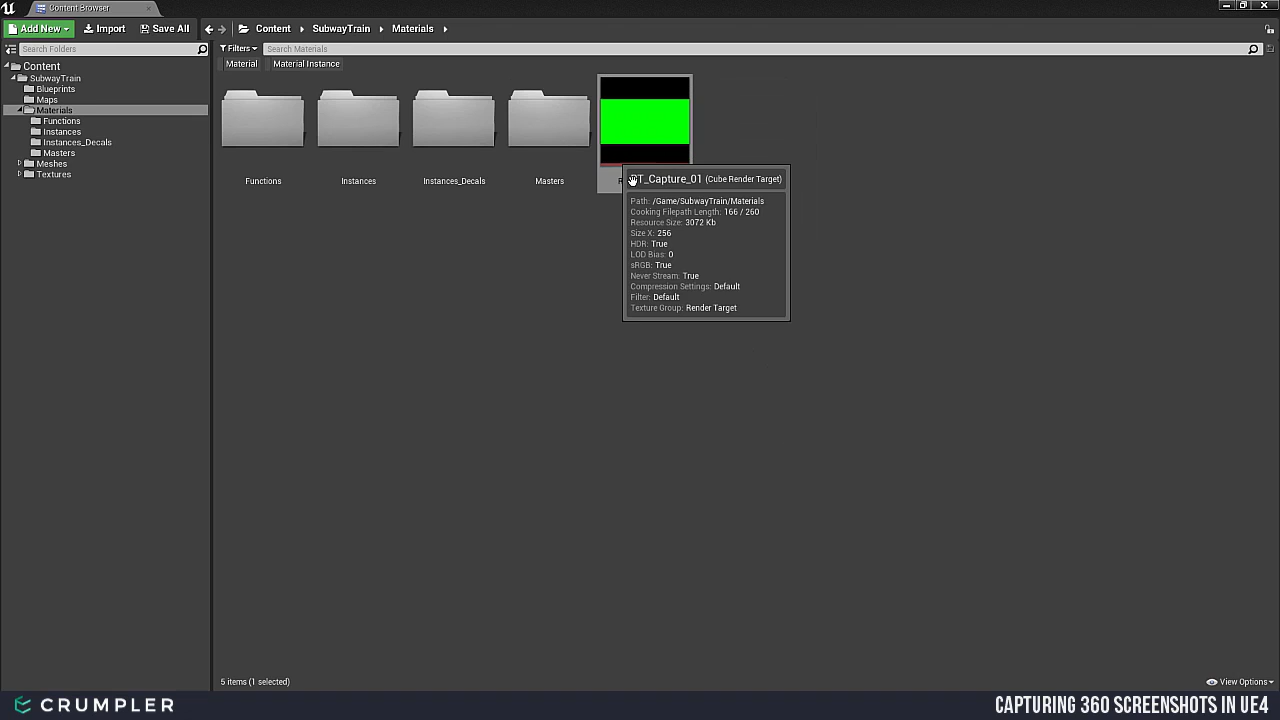 Content Browser
Add New
Import
Save All
Content
SubwayTrain
Materials
Search Folders
Filters
Search Materials
Content
SubwayTrain
Blueprints
Maps
Materials
Functions
Instances
Instances_Decals
Masters
Meshes
Textures
Material
Material Instance
Functions
Instances
Instances_Decals
Masters
RT_Capture_01 (Cube Render Target)
Path: /Game/SubwayTrain/Materials
Cooking Filepath Length: 166 / 260
Resource Size: 3072 Kb
Size X: 256
HDR: True
LOD Bias: 0
sRGB: True
Never Stream: True
Compression Settings: Default
Filter: Default
Texture Group: Render Target
5 items (1 selected)
View Options
CRUMPLER
CAPTURING 360 SCREENSHOTS IN UE4